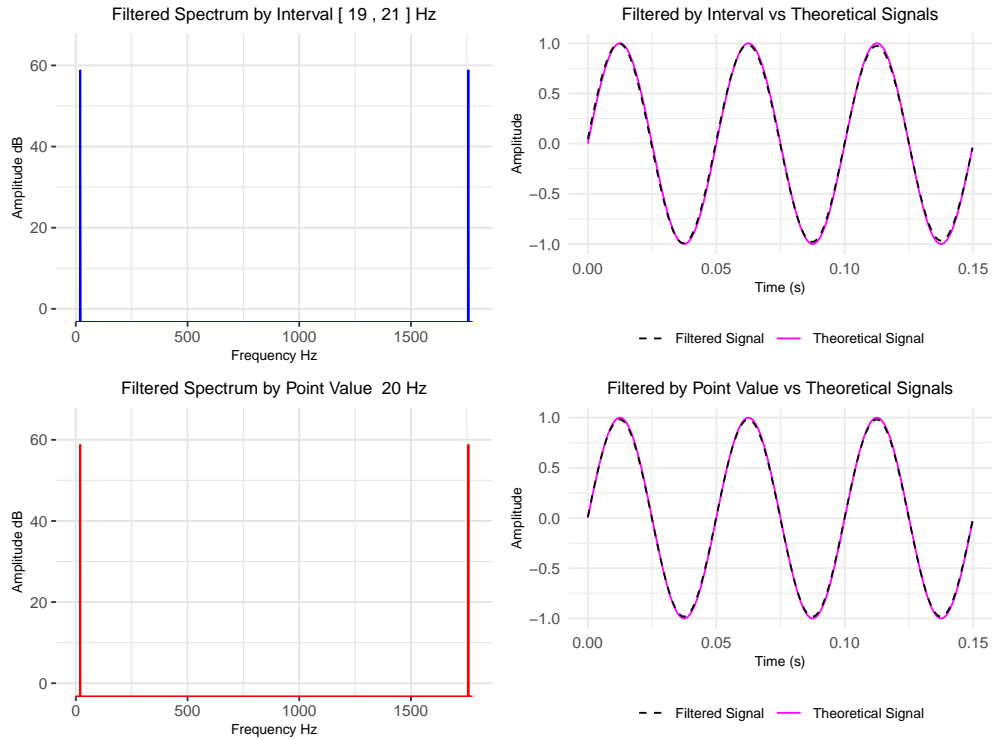 Filtered Spectrum by Interval [ 19 , 21 ] Hz
Amplitude dB
60
40
20
0
0 500 1000 1500
Frequency Hz
Filtered by Interval vs Theoretical Signals
Amplitude
1.0
0.5
0.0
−0.5
−1.0
0.00 0.05 0.10 0.15
Time (s)
Filtered Signal Theoretical Signal
Filtered Spectrum by Point Value  20 Hz
Amplitude dB
60
40
20
0
0 500 1000 1500
Frequency Hz
Filtered by Point Value vs Theoretical Signals
Amplitude
1.0
0.5
0.0
−0.5
−1.0
0.00 0.05 0.10 0.15
Time (s)
Filtered Signal Theoretical Signal